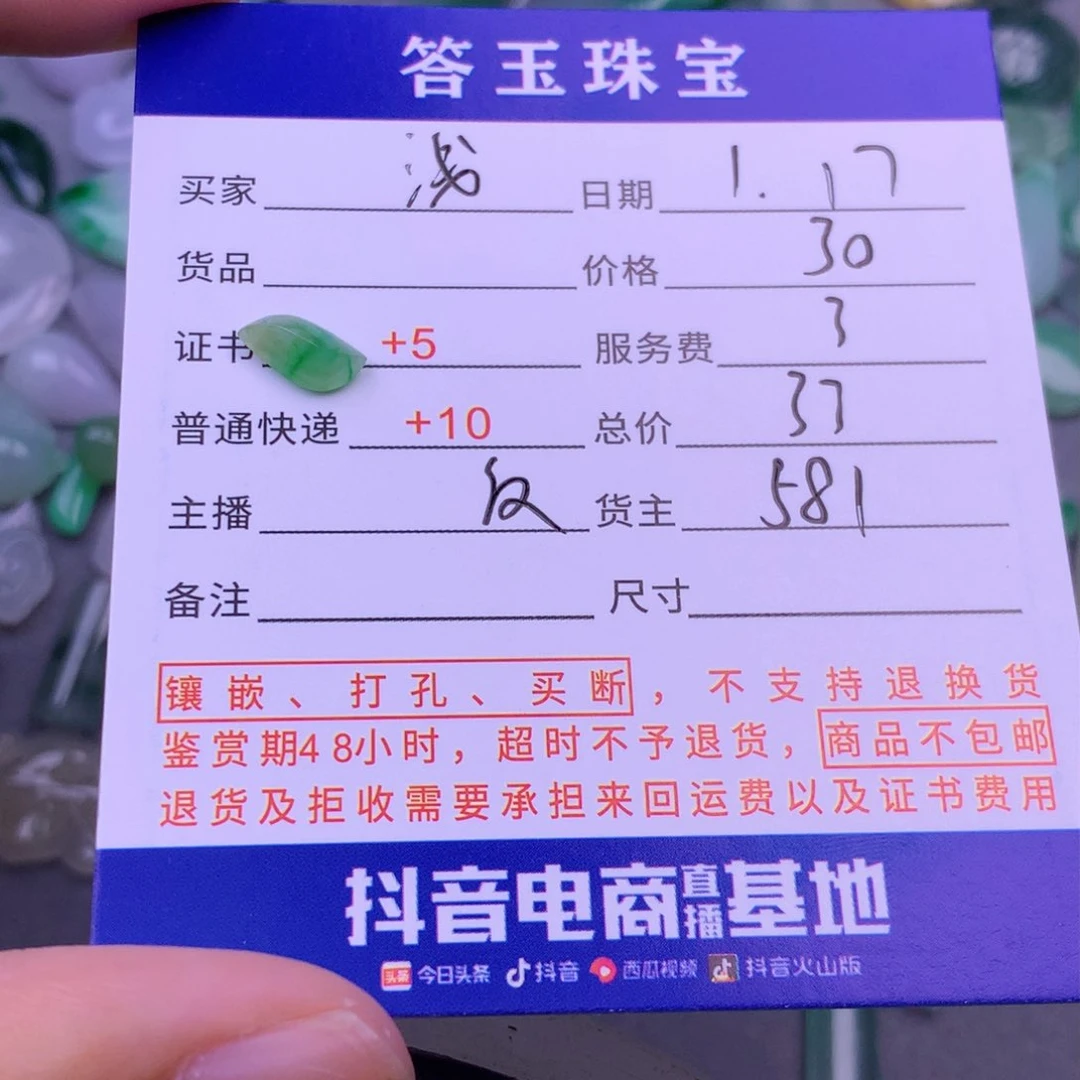 答玉珠宝
买家 浅 日期 1.17
货品 价格 30
证书 +5 服务费 3
普通快递 +10 总价 37
主播 货主 581
备注 尺寸
镶嵌、打孔、买断，不支持退换货
鉴赏期48小时，超时不予退货，商品不包邮
退货及拒收需要承担来回运费以及证书费用
抖音电商直播基地
头条 今日头条 抖音 西瓜视频 抖音火山版